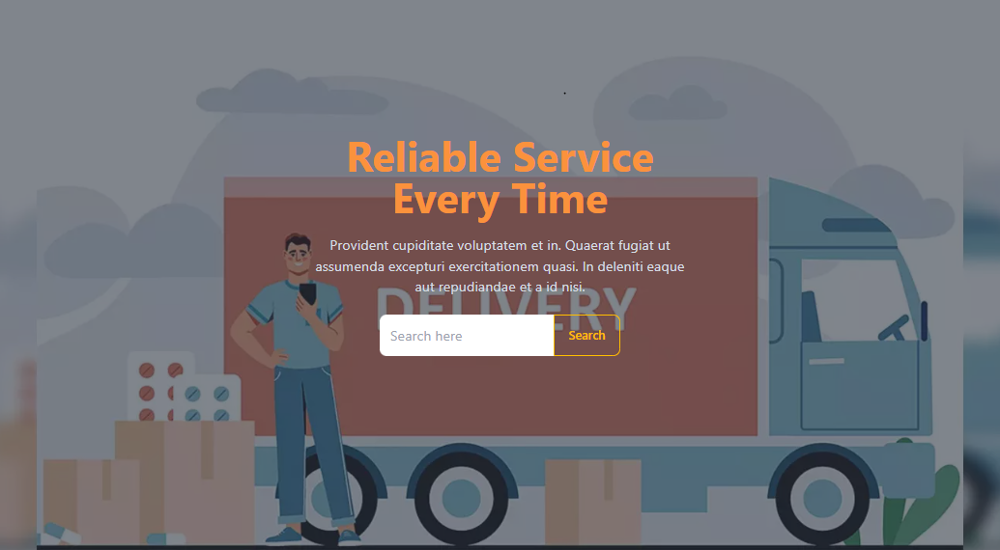 Reliable Service
Every Time
Provident cupiditate voluptatem et in. Quaerat fugiat ut
assumenda excepturi exercitationem quasi. In deleniti eaque
aut repudiandae et a id nisi.
DELIVERY
Search here
Search